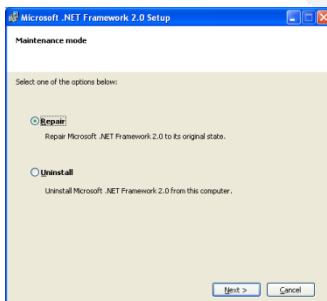 Microsoft .NET Framework 2.0 Setup
Maintenance mode
Select one of the options below:
Repair
Repair Microsoft .NET Framework 2.0 to its original state.
Uninstall
Uninstall Microsoft .NET Framework 2.0 from this computer.
Next > Cancel